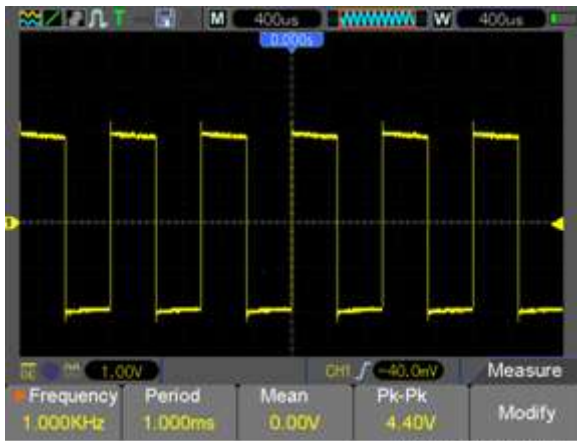 T M 400us W 400us
0.000s
1
1.00V CH1 -40.0mV Measure
Frequency Period Mean Pk-Pk
Modify
1.000KHz 1.000ms 0.00V 4.40V